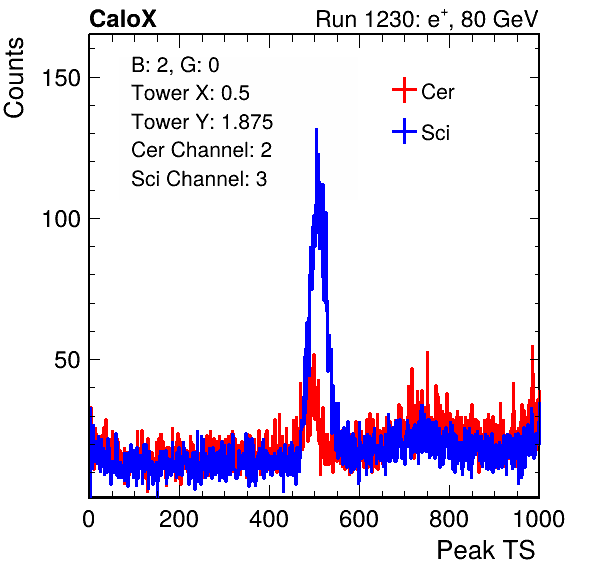 CaloX Run 1230: e⁺, 80 GeV
Counts
B: 2, G: 0
Tower X: 0.5
Tower Y: 1.875
Cer Channel: 2
Sci Channel: 3
Cer
Sci
150
100
50
0 200 400 600 800 1000
Peak TS